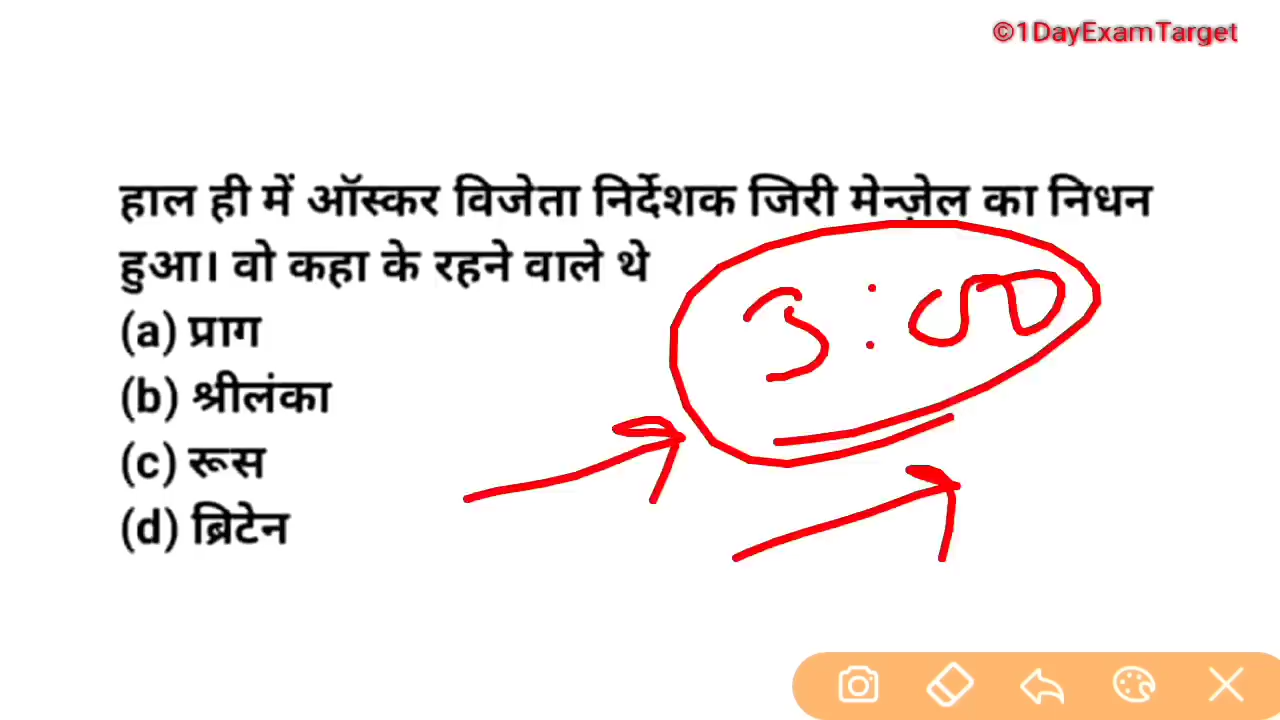 ©1DayExamTarget
हाल ही में ऑस्कर विजेता निर्देशक जिरी मेन्ज़ेल का निधन
हुआ। वो कहा के रहने वाले थे
3:00
(a) प्राग
(b) श्रीलंका
(c) रूस
(d) ब्रिटेन